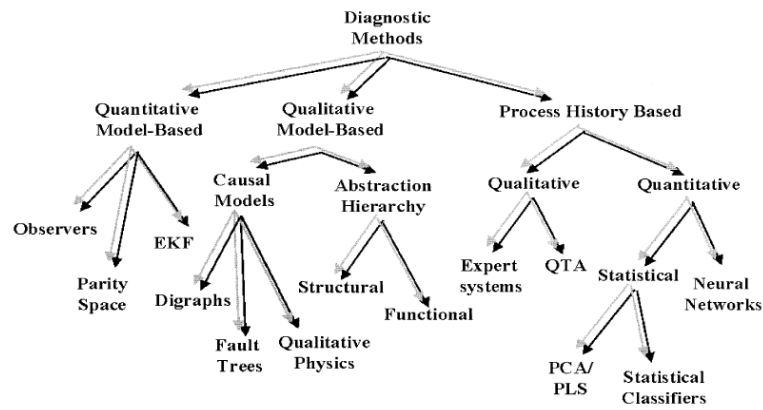 Diagnostic
Methods
Quantitative
Model-Based
Qualitative
Model-Based
Process History Based
Causal
Models
Abstraction
Hierarchy
Qualitative
Quantitative
Observers
EKF
Parity
Space
Digraphs
Fault
Trees
Qualitative
Physics
Structural
Functional
Expert
systems
QTA
Statistical
Neural
Networks
PCA/
PLS
Statistical
Classifiers